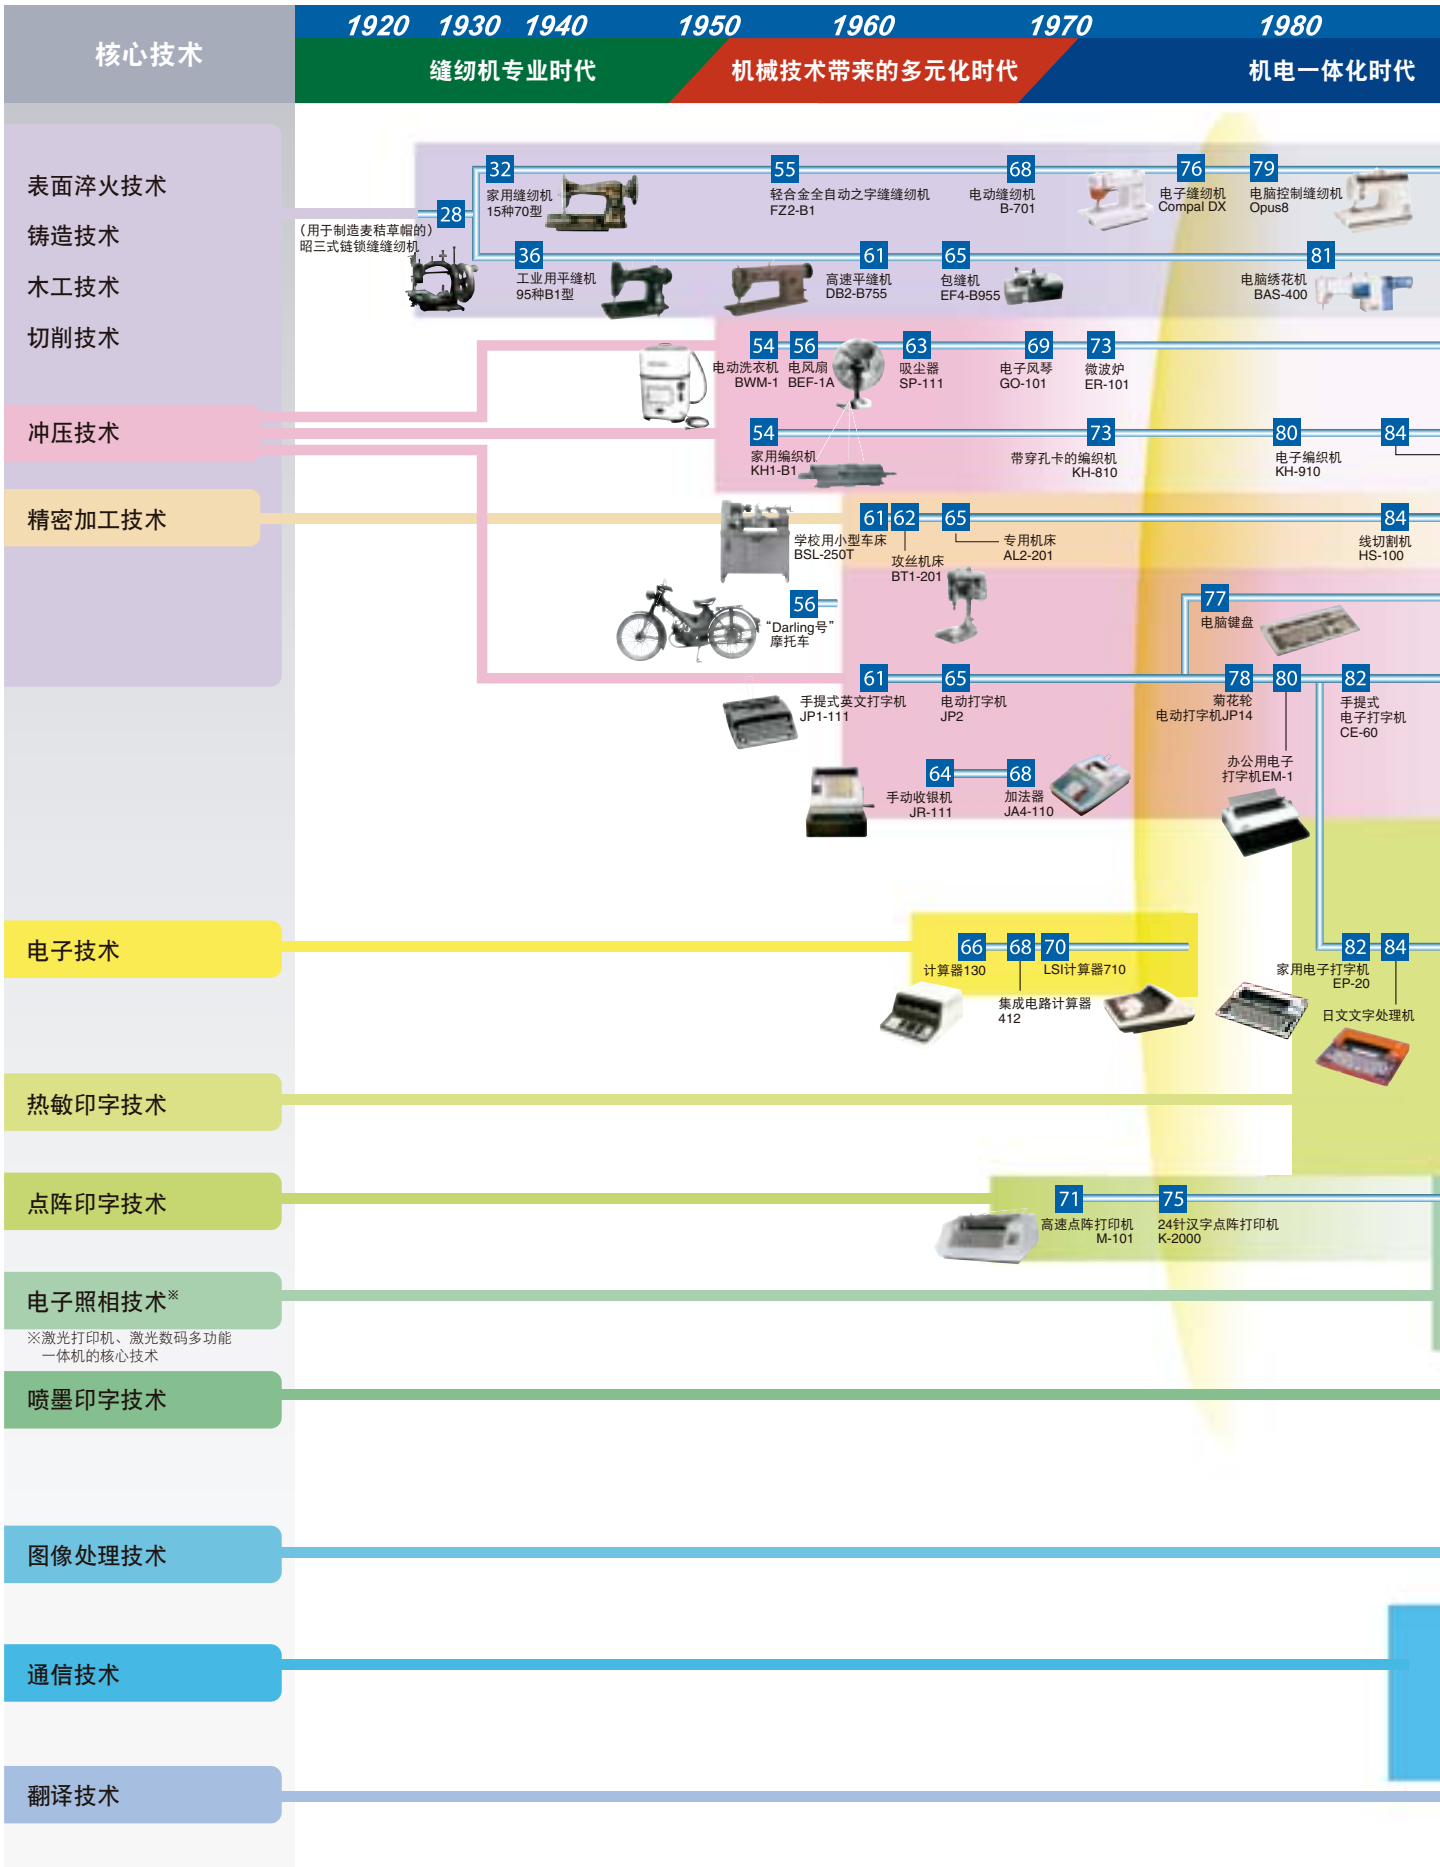 核心技术
1920 1930 1940 1950 1960 1970 1980
缝纫机专业时代
机械技术带来的多元化时代
机电一体化时代
表面淬火技术
铸造技术
木工技术
切削技术
28
（用于制造麦秸草帽的）
昭三式链锁缝缝纫机
32
家用缝纫机
15种70型
55
轻合金全自动之字缝缝纫机
FZ2-B1
68
电动缝纫机
B-701
76
电子缝纫机
Compal DX
79
电脑控制缝纫机
Opus8
36
工业用平缝机
95种B1型
61
高速平缝机
DB2-B755
65
包缝机
EF4-B955
81
电脑绣花机
BAS-400
冲压技术
54
电动洗衣机
BWM-1
56
电风扇
BEF-1A
63
吸尘器
SP-111
69
电子风琴
GO-101
73
微波炉
ER-101
54
家用编织机
KH1-B1
73
带穿孔卡的编织机
KH-810
80
电子编织机
KH-910
84
精密加工技术
61
学校用小型车床
BSL-250T
62
攻丝机床
BT1-201
65
专用机床
AL2-201
84
线切割机
HS-100
56
“Darling号”
摩托车
77
电脑键盘
61
手提式英文打字机
JP1-111
65
电动打字机
JP2
78
菊花轮
电动打字机JP14
80
办公用电子
打字机EM-1
82
手提式
电子打字机
CE-60
64
手动收银机
JR-111
68
加法器
JA4-110
电子技术
66
计算器130
68
集成电路计算器
412
70
LSI计算器710
82
家用电子打字机
EP-20
84
日文文字处理机
热敏印字技术
点阵印字技术
71
高速点阵打印机
M-101
75
24针汉字点阵打印机
K-2000
电子照相技术※
※激光打印机、激光数码多功能
一体机的核心技术
喷墨印字技术
图像处理技术
通信技术
翻译技术